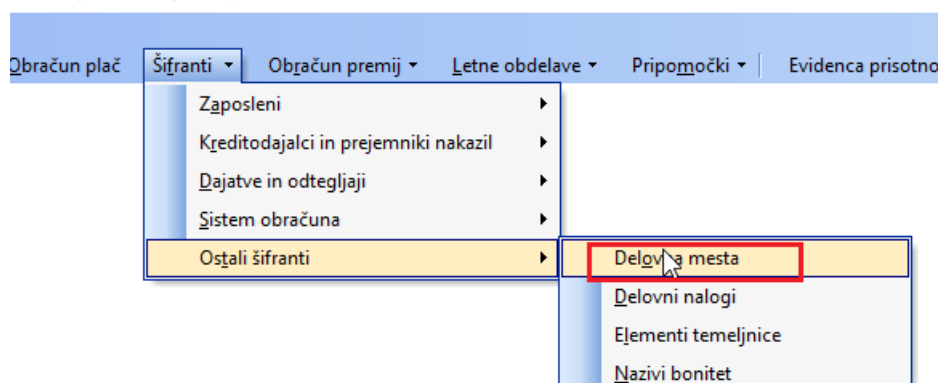 Obračun plač Šifranti Obračun premij Letne obdelave Pripomočki Evidenca
Zaposleni
Kreditodajalci in prejemniki nakazil
Dajatve in odtegljaji
Sistem obračuna
Ostali šifranti
Delovna mesta
Delovni nalogi
Elementi temeljnice
Nazivi bonitet